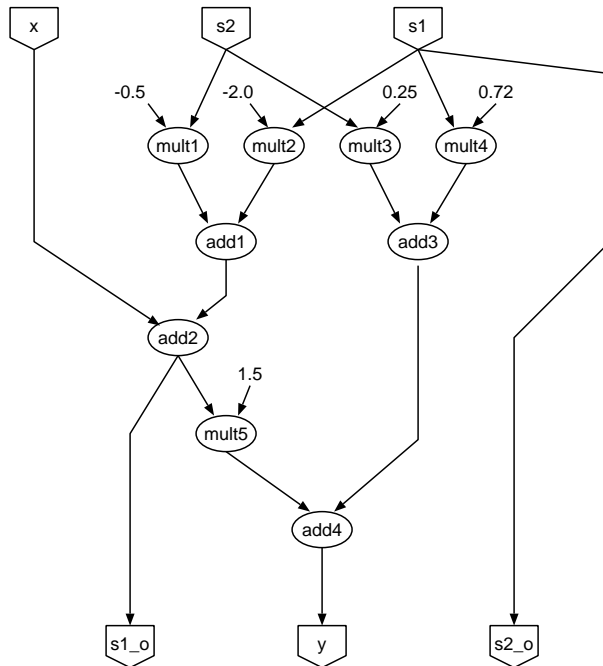 x
s2
s1
-0.5
-2.0
0.25
0.72
mult1
mult2
mult3
mult4
add1
add3
add2
1.5
mult5
add4
s1_o
y
s2_o